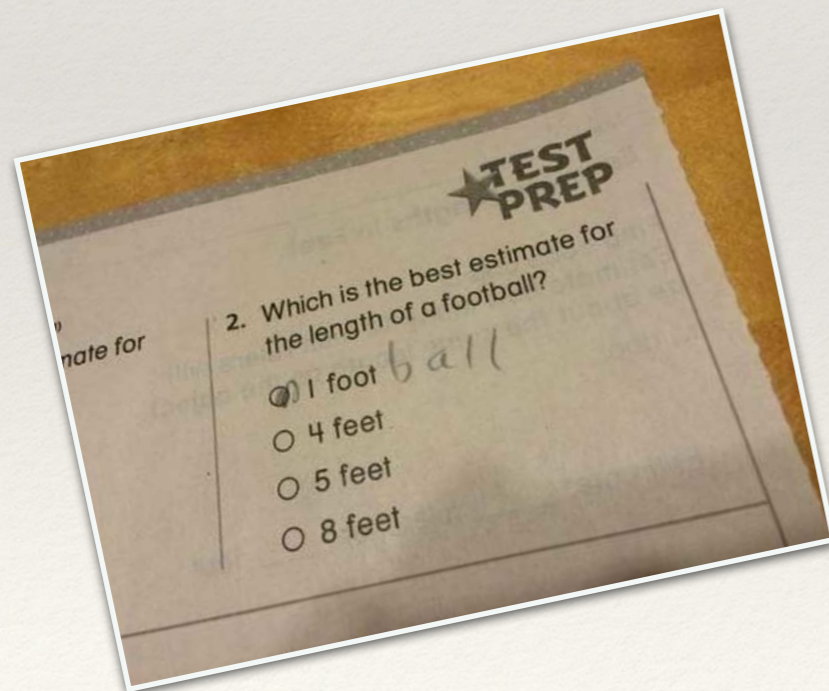 TEST
PREP
nate for
2. Which is the best estimate for
the length of a football?
1 foot ball
4 feet
5 feet
8 feet